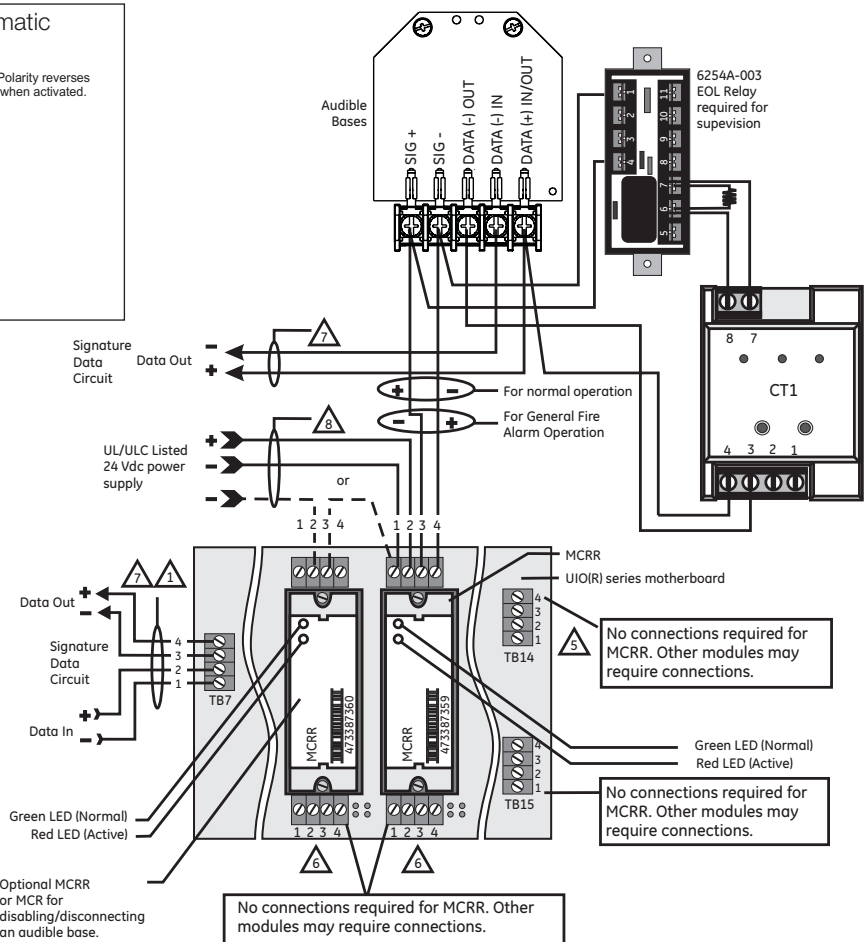 matic
Polarity reverses
when activated.
Audible
Bases
SIG +
SIG -
DATA (-) OUT
DATA (-) IN
DATA (+) IN/OUT
1
2
3
4
11
10
9
8
7
6
5
6254A-003
EOL Relay
required for
supevision
8 7
CT1
4 3 2 1
Signature
Data
Circuit
Data Out
-
+
7
+ -
For normal operation
- +
For General Fire
Alarm Operation
8
UL/ULC Listed
24 Vdc power
supply
+
-
-
or
1 2 3 4
1 2 3 4
MCRR
UIO(R) series motherboard
7
1
Data Out
+
-
Signature
Data
Circuit
4
3
2
1
TB7
+
-
Data In
MCRR
473387360
MCRR
473387359
4
3
2
1
TB14
5
No connections required for
MCRR. Other modules may
require connections.
Green LED (Normal)
Red LED (Active)
4
3
2
1
TB15
No connections required for
MCRR. Other modules may
require connections.
Green LED (Normal)
Red LED (Active)
1 2 3 4
1 2 3 4
6
6
Optional MCRR
or MCR for
disabling/disconnecting
an audible base.
No connections required for MCRR. Other
modules may require connections.